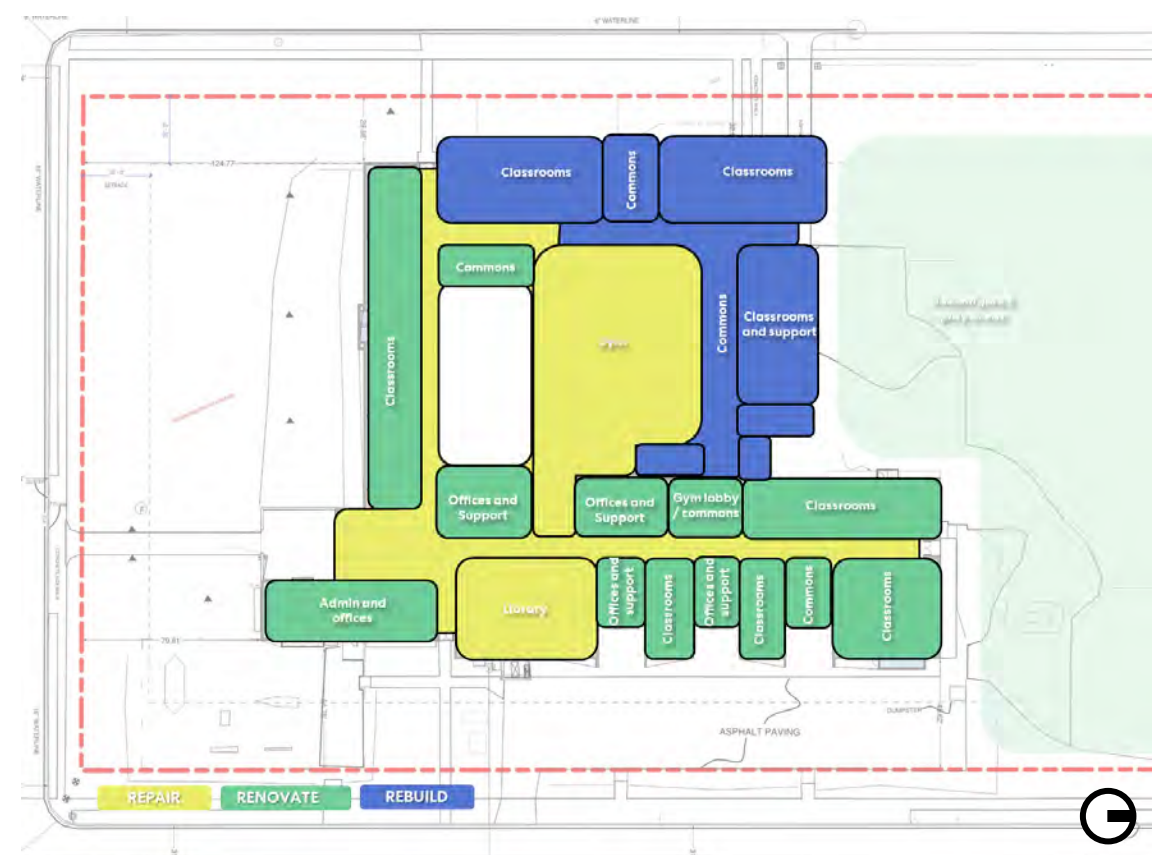 6" WATERLINE
Classrooms
Commons
Classrooms
124.77
Commons
Classrooms
Commons
Classrooms
and support
Gym
Offices and
Support
Offices and
Support
Gym lobby
/ commons
Classrooms
Admin and
offices
Library
Offices and
support
Classrooms
Offices and
support
Classrooms
Commons
Classrooms
79.81
DUMPSTER
ASPHALT PAVING
REPAIR
RENOVATE
REBUILD